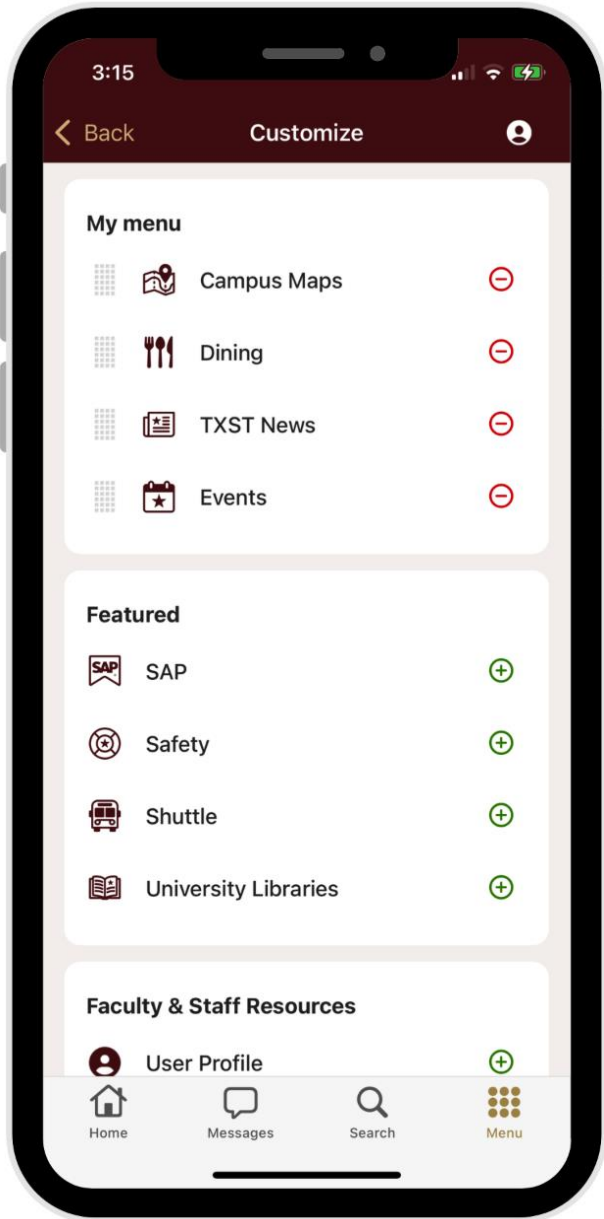 3:15
Back
Customize
My menu
Campus Maps
Dining
TXST News
Events
Featured
SAP SAP
Safety
Shuttle
University Libraries
Faculty & Staff Resources
User Profile
Home Messages Search Menu